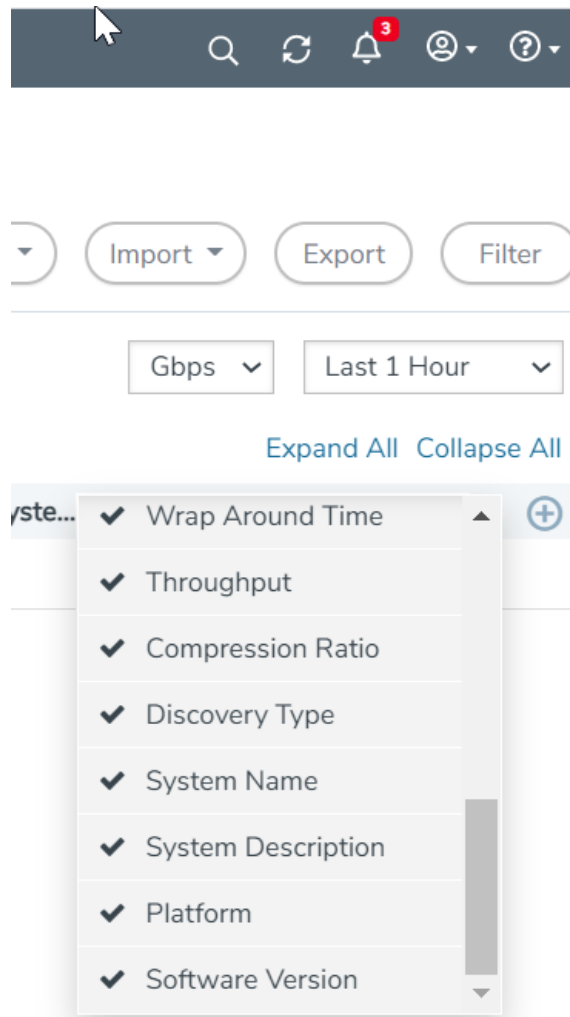 3
Import Export Filter
Gbps Last 1 Hour
Expand All Collapse All
yste...
Wrap Around Time
Throughput
Compression Ratio
Discovery Type
System Name
System Description
Platform
Software Version